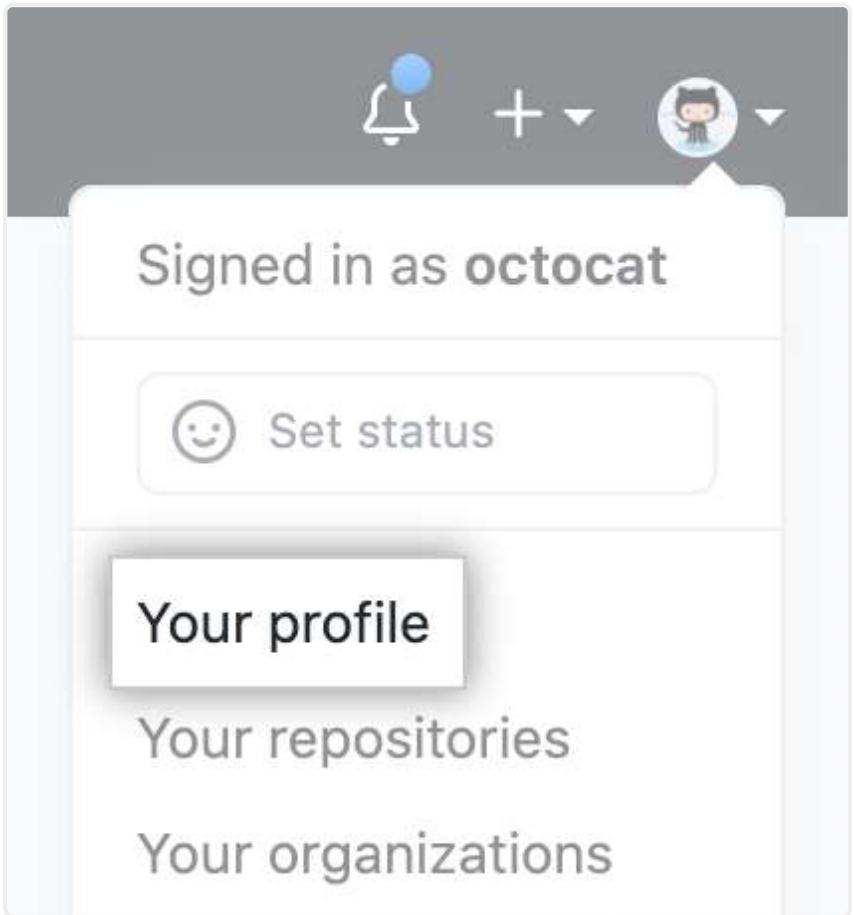 Signed in as octocat
Set status
Your profile
Your repositories
Your organizations